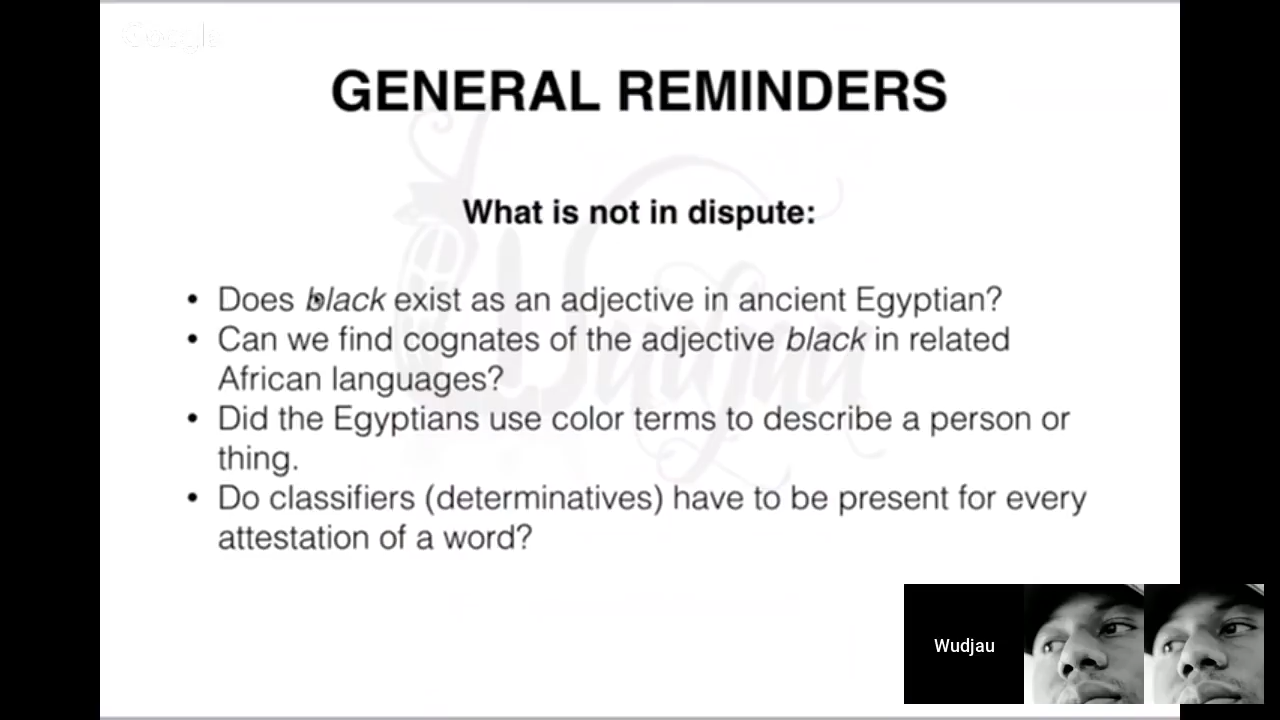 Google
GENERAL REMINDERS
What is not in dispute:
• Does black exist as an adjective in ancient Egyptian?
• Can we find cognates of the adjective black in related
African languages?
• Did the Egyptians use color terms to describe a person or
thing.
• Do classifiers (determinatives) have to be present for every
attestation of a word?
Wudjau
Wudjau